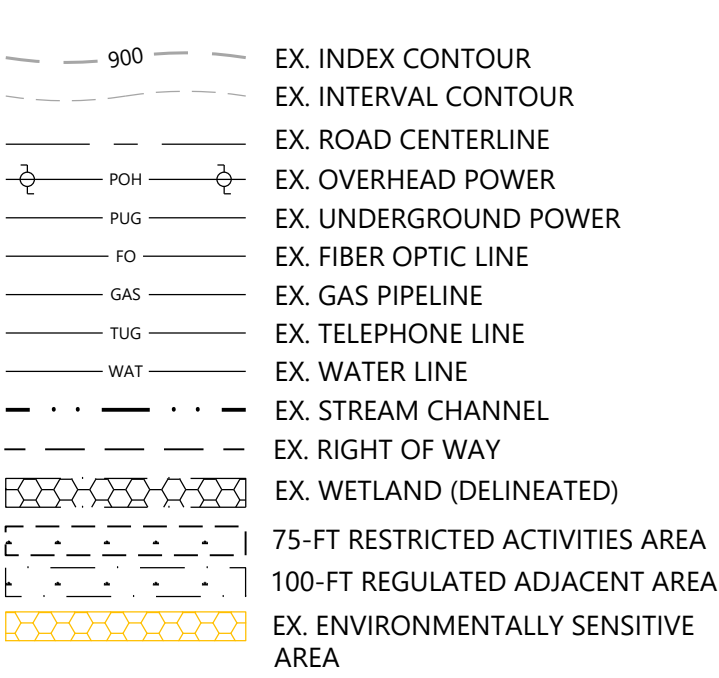 900 EX. INDEX CONTOUR
EX. INTERVAL CONTOUR
EX. ROAD CENTERLINE
POH EX. OVERHEAD POWER
PUG EX. UNDERGROUND POWER
FO EX. FIBER OPTIC LINE
GAS EX. GAS PIPELINE
TUG EX. TELEPHONE LINE
WAT EX. WATER LINE
EX. STREAM CHANNEL
EX. RIGHT OF WAY
EX. WETLAND (DELINEATED)
75-FT RESTRICTED ACTIVITIES AREA
100-FT REGULATED ADJACENT AREA
EX. ENVIRONMENTALLY SENSITIVE
AREA